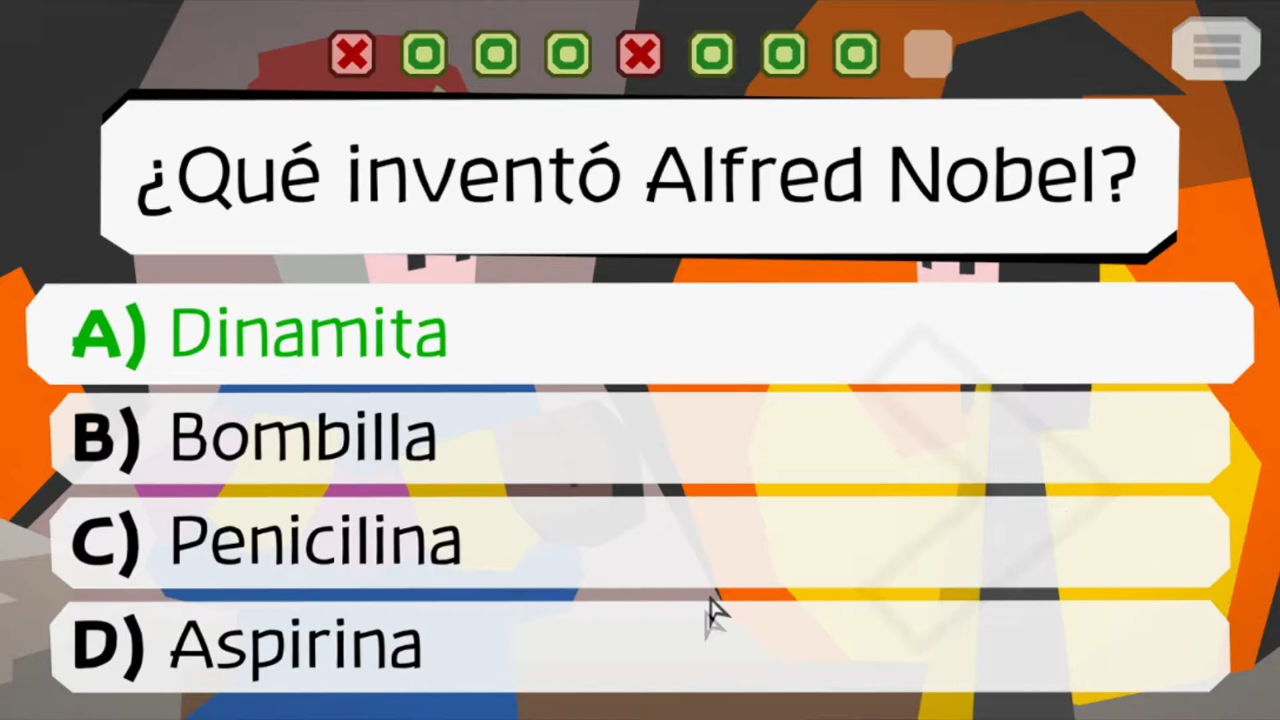 ¿Qué inventó Alfred Nobel?
A) Dinamita
B) Bombilla
C) Penicilina
D) Aspirina